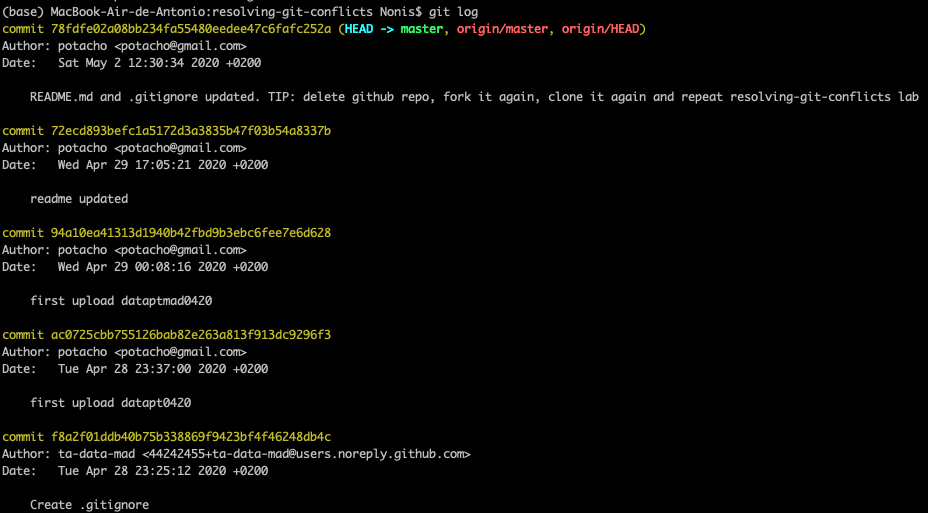 (base) MacBook-Air-de-Antonio:resolving-git-conflicts Nonis$ git log
commit 78fdfe02a08bb234fa55480eedee47c6fafc252a (HEAD -> master, origin/master, origin/HEAD)
Author: potacho <potacho@gmail.com>
Date:   Sat May 2 12:30:34 2020 +0200
    README.md and .gitignore updated. TIP: delete github repo, fork it again, clone it again and repeat resolving-git-conflicts lab
commit 72ecd893befc1a5172d3a3835b47f03b54a8337b
Author: potacho <potacho@gmail.com>
Date:   Wed Apr 29 17:05:21 2020 +0200
    readme updated
commit 94a10ea41313d1940b42fbd9b3ebc6fee7e6d628
Author: potacho <potacho@gmail.com>
Date:   Wed Apr 29 00:08:16 2020 +0200
    first upload dataptmad0420
commit ac0725cbb755126bab82e263a813f913dc9296f3
Author: potacho <potacho@gmail.com>
Date:   Tue Apr 28 23:37:00 2020 +0200
    first upload datapt0420
commit f8a2f01ddb40b75b338869f9423bf4f46248db4c
Author: ta-data-mad <44242455+ta-data-mad@users.noreply.github.com>
Date:   Tue Apr 28 23:25:12 2020 +0200
    Create .gitignore